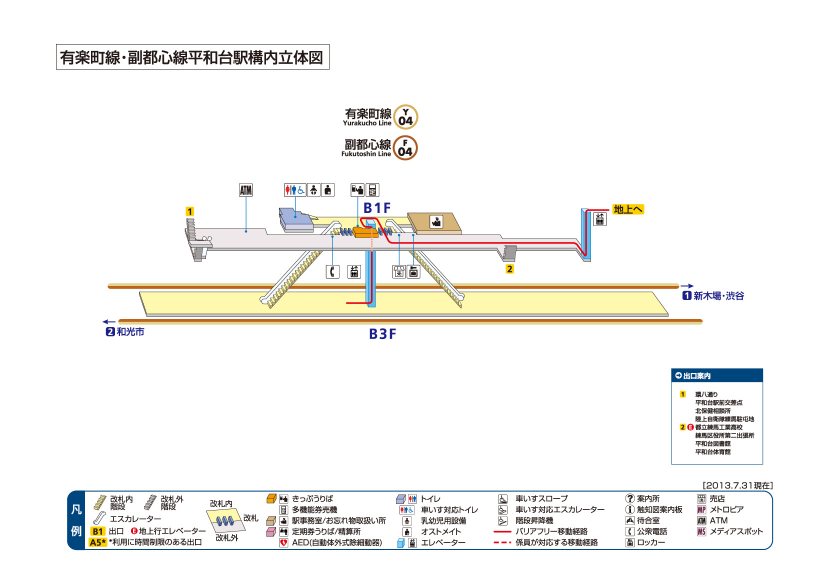 有楽町線・副都心線平和台駅構内立体図
有楽町線
Yurakucho Line
Y
04
副都心線
Fukutoshin Line
F
04
ATM
1
B1F
地上へ
2
1 新木場・渋谷
2 和光市
B3F
出口案内
1 環八通り
平和台駅前交差点
北保健相談所
陸上自衛隊練馬駐屯地
2 E 都立練馬工業高校
練馬区役所第二出張所
平和台図書館
平和台体育館
[2013.7.31現在]
凡例
改札内階段
改札外階段
エスカレーター
B1 出口 E 地上行エレベーター
A5* *利用に時間制限のある出口
改札内
改札
改札外
きっぷうりば
多機能券売機
駅事務室/お忘れ物取扱い所
定期券うりば/精算所
AED(自動体外式除細動器)
トイレ
車いす対応トイレ
乳幼児用設備
オストメイト
エレベーター
車いすスロープ
車いす対応エスカレーター
階段昇降機
バリアフリー移動経路
係員が対応する移動経路
案内所
触知図案内板
待合室
公衆電話
ロッカー
売店
MP メトロピア
ATM ATM
MS メディアスポット